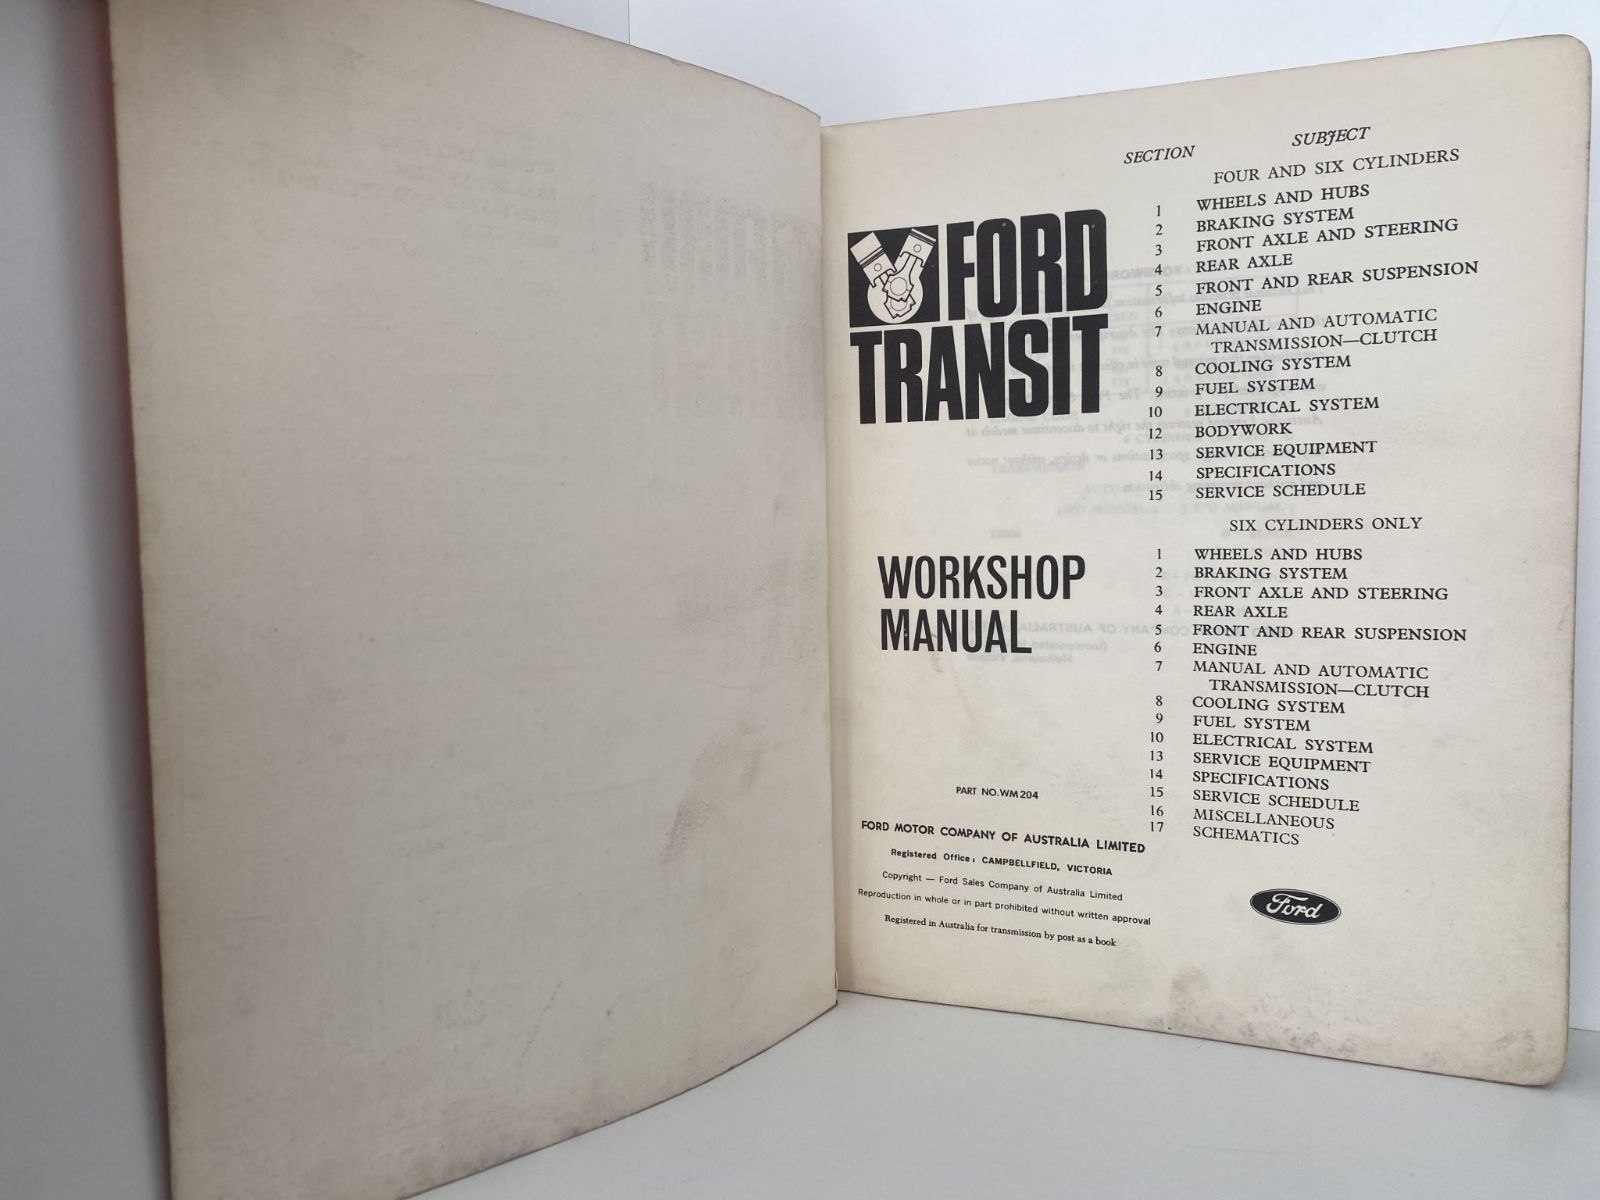 FORD
TRANSIT
WORKSHOP
MANUAL
PART NO. WM 204
FORD MOTOR COMPANY OF AUSTRALIA LIMITED
Registered Office: CAMPBELLFIELD, VICTORIA
Copyright — Ford Sales Company of Australia Limited
Reproduction in whole or in part prohibited without written approval
Registered in Australia for transmission by post as a book
SECTION SUBJECT
FOUR AND SIX CYLINDERS
1 WHEELS AND HUBS
2 BRAKING SYSTEM
3 FRONT AXLE AND STEERING
4 REAR AXLE
5 FRONT AND REAR SUSPENSION
6 ENGINE
7 MANUAL AND AUTOMATIC
TRANSMISSION—CLUTCH
8 COOLING SYSTEM
9 FUEL SYSTEM
10 ELECTRICAL SYSTEM
12 BODYWORK
13 SERVICE EQUIPMENT
14 SPECIFICATIONS
15 SERVICE SCHEDULE
SIX CYLINDERS ONLY
1 WHEELS AND HUBS
2 BRAKING SYSTEM
3 FRONT AXLE AND STEERING
4 REAR AXLE
5 FRONT AND REAR SUSPENSION
6 ENGINE
7 MANUAL AND AUTOMATIC
TRANSMISSION—CLUTCH
8 COOLING SYSTEM
9 FUEL SYSTEM
10 ELECTRICAL SYSTEM
13 SERVICE EQUIPMENT
14 SPECIFICATIONS
15 SERVICE SCHEDULE
16 MISCELLANEOUS
17 SCHEMATICS
Ford